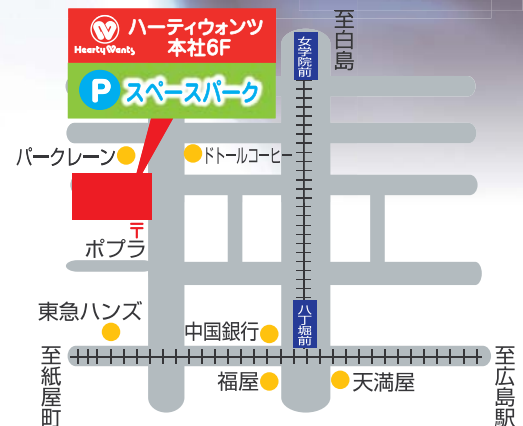 至白島
HeartyWants
ハーティウォンツ
本社6F
P スペースパーク
女学院前
パークレーン
ドトールコーヒー
〒
ポプラ
東急ハンズ
中国銀行
八丁堀前
至紙屋町
福屋
天満屋
至広島駅